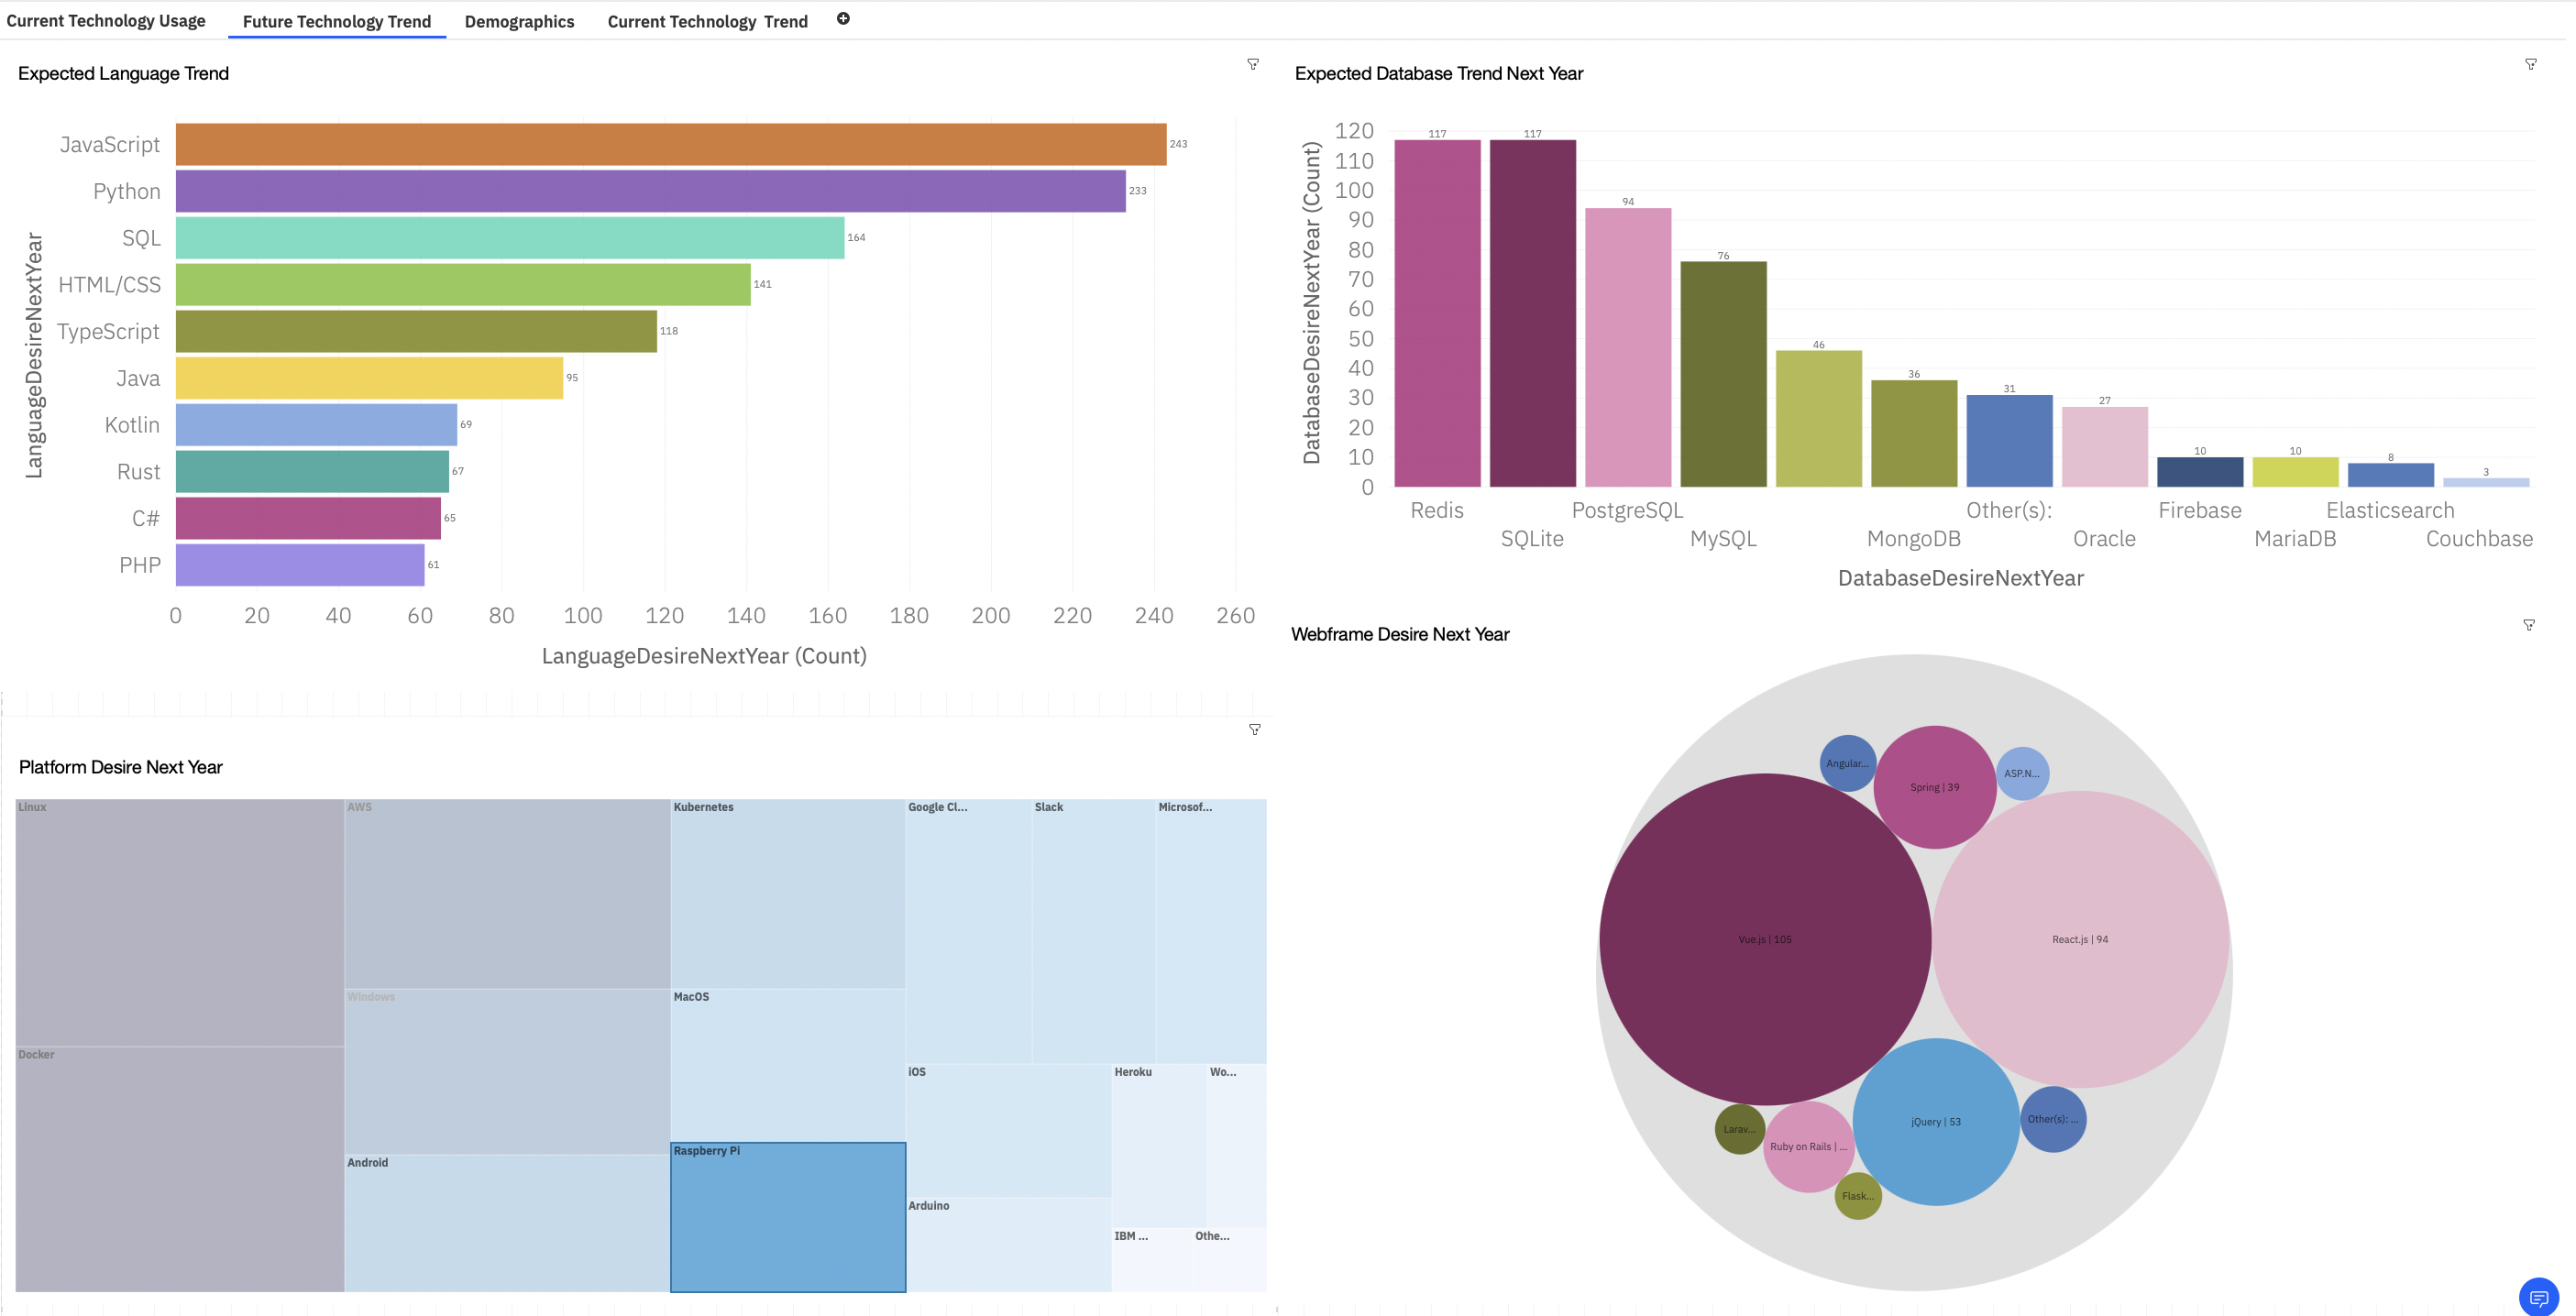 Current Technology Usage
Future Technology Trend
Demographics
Current Technology Trend
Expected Language Trend
LanguageDesireNextYear
JavaScript 243
Python 233
SQL 164
HTML/CSS 141
TypeScript 118
Java 95
Kotlin 69
Rust 67
C# 65
PHP 61
0 20 40 60 80 100 120 140 160 180 200 220 240 260
LanguageDesireNextYear (Count)
Expected Database Trend Next Year
DatabaseDesireNextYear (Count)
120
110
100
90
80
70
60
50
40
30
20
10
0
117 117 94 76 46 36 31 27 10 10 8 3
Redis PostgreSQL Other(s): Firebase Elasticsearch
SQLite MySQL MongoDB Oracle MariaDB Couchbase
DatabaseDesireNextYear
Platform Desire Next Year
Linux
AWS
Kubernetes
Google Cl...
Slack
Microsof...
Windows
MacOS
Docker
iOS
Heroku
Wo...
Raspberry Pi
Android
Arduino
IBM ...
Othe...
Webframe Desire Next Year
Angular...
Spring | 39
ASP.N...
Vue.js | 105
React.js | 94
Larav...
Ruby on Rails | ...
jQuery | 53
Other(s): ...
Flask...